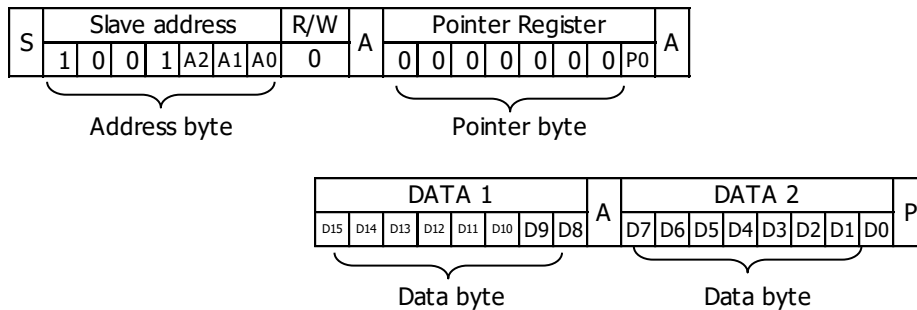 S Slave address R/W A Pointer Register A
1 0 0 1 A2 A1 A0 0 0 0 0 0 0 0 0 P0
Address byte Pointer byte
DATA 1 A DATA 2 P
D15 D14 D13 D12 D11 D10 D9 D8 D7 D6 D5 D4 D3 D2 D1 D0
Data byte Data byte